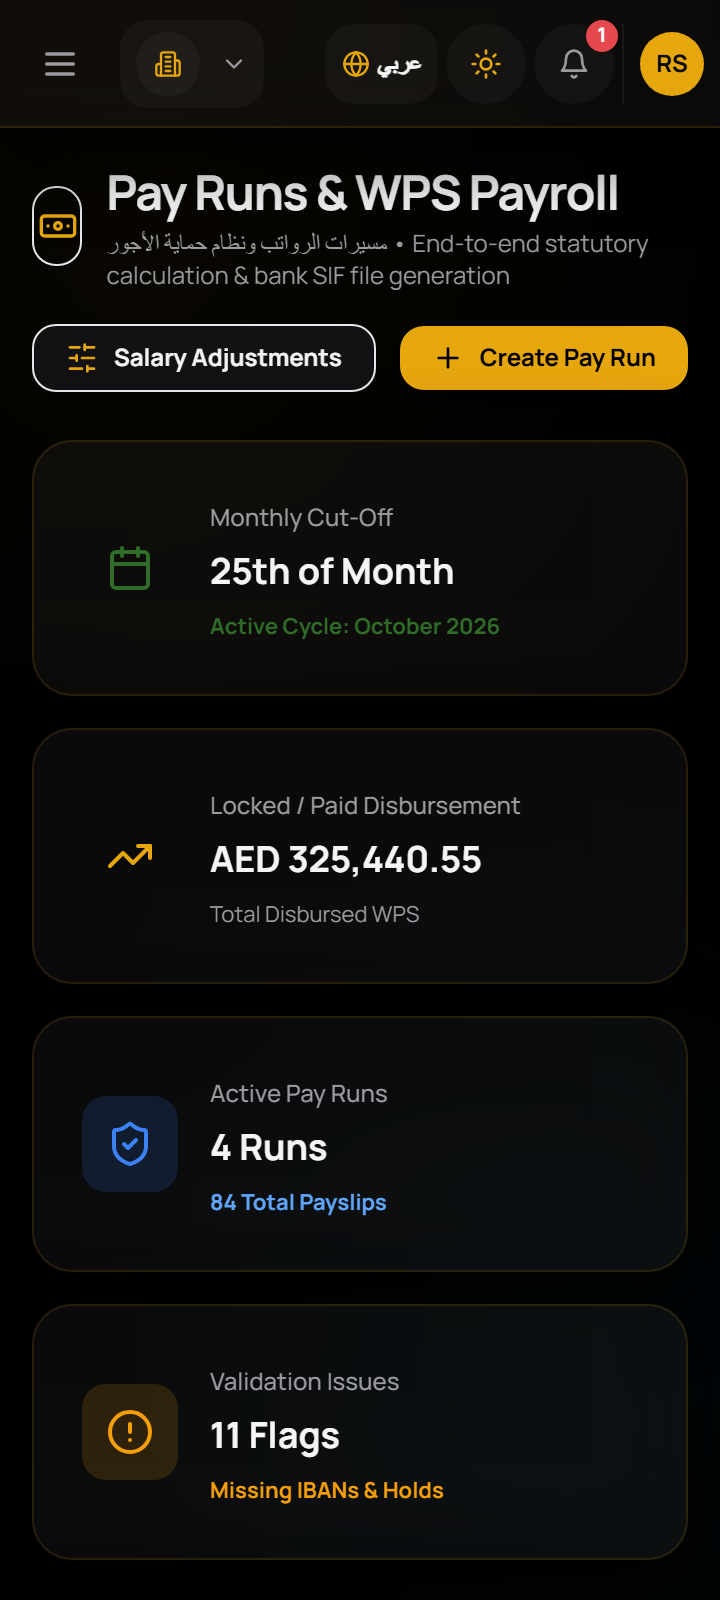 عربي
1
RS
Pay Runs & WPS Payroll
مسيرات الرواتب ونظام حماية الأجور • End-to-end statutory
calculation & bank SIF file generation
Salary Adjustments
Create Pay Run
Monthly Cut-Off
25th of Month
Active Cycle: October 2026
Locked / Paid Disbursement
AED 325,440.55
Total Disbursed WPS
Active Pay Runs
4 Runs
84 Total Payslips
Validation Issues
11 Flags
Missing IBANs & Holds